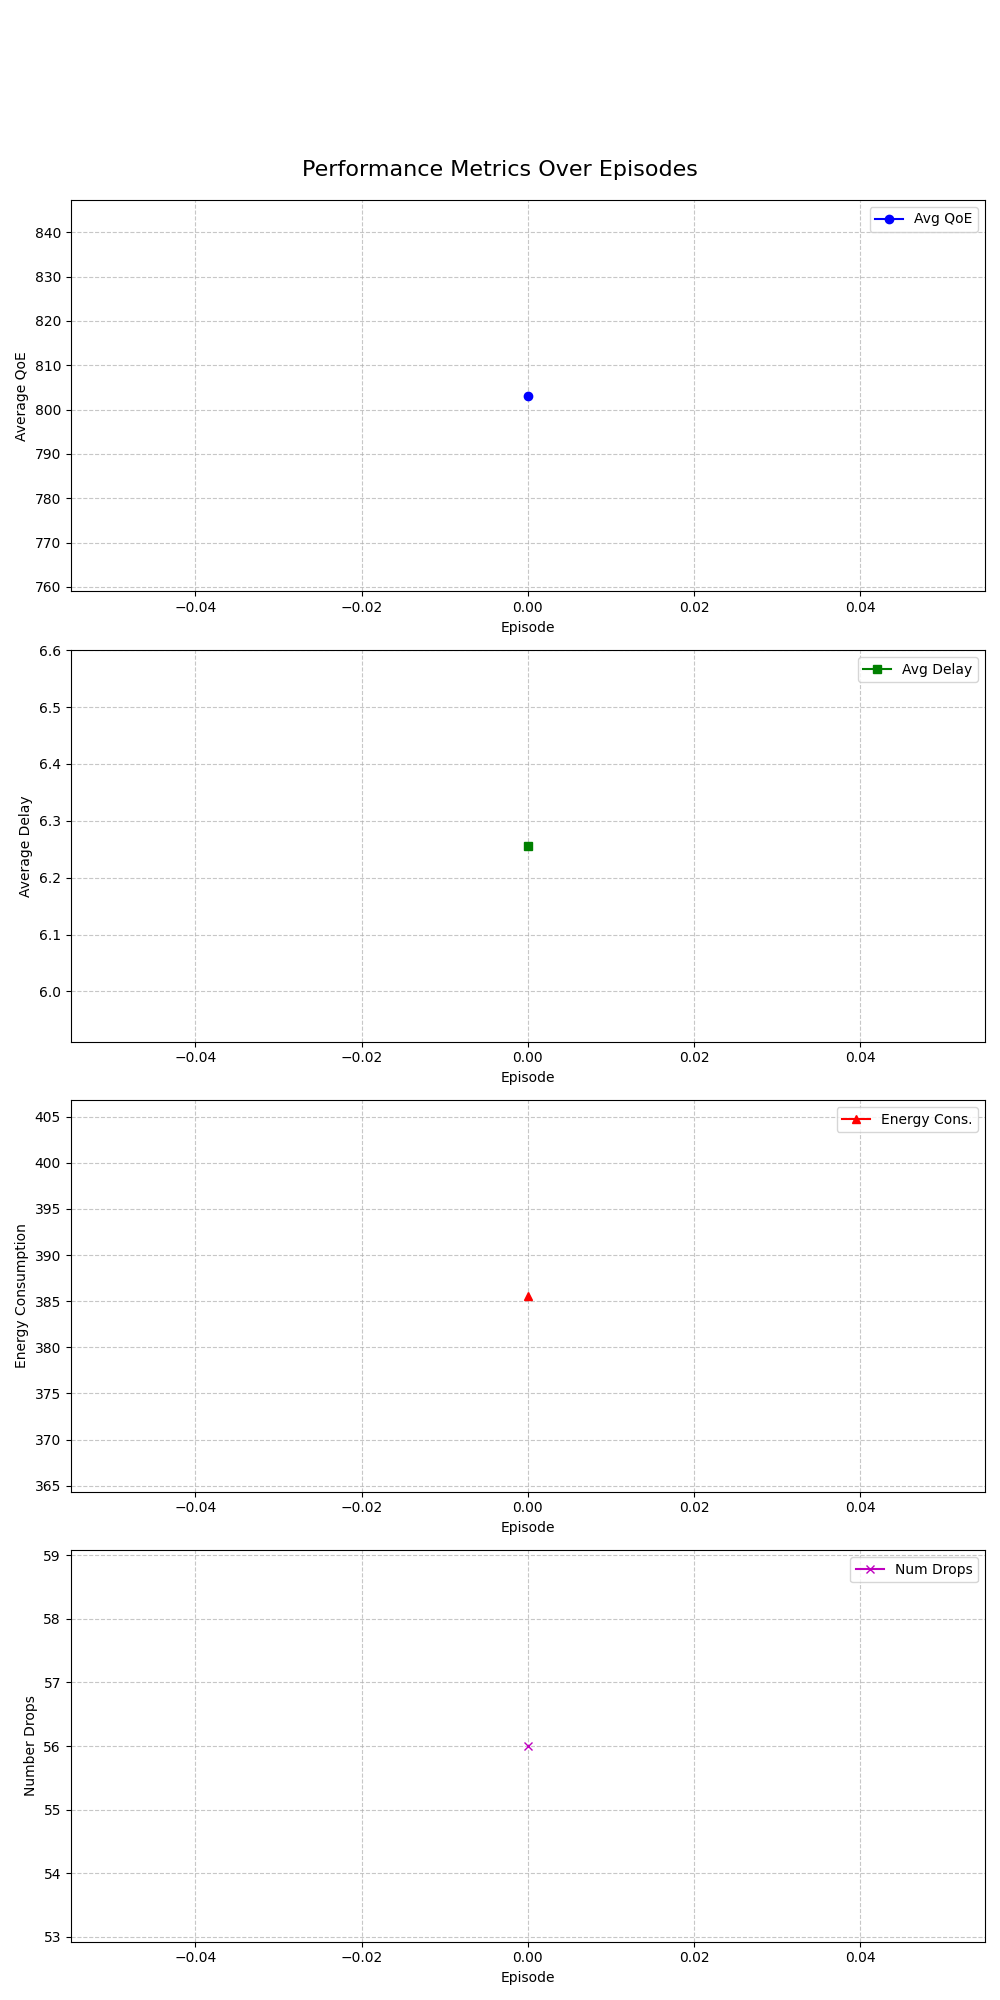 Performance Metrics Over Episodes
Avg QoE
840
830
820
810
800
790
780
770
760
Average QoE
−0.04 −0.02 0.00 0.02 0.04
Episode
Avg Delay
6.6
6.5
6.4
6.3
6.2
6.1
6.0
Average Delay
−0.04 −0.02 0.00 0.02 0.04
Episode
Energy Cons.
405
400
395
390
385
380
375
370
365
Energy Consumption
−0.04 −0.02 0.00 0.02 0.04
Episode
Num Drops
59
58
57
56
55
54
53
Number Drops
−0.04 −0.02 0.00 0.02 0.04
Episode